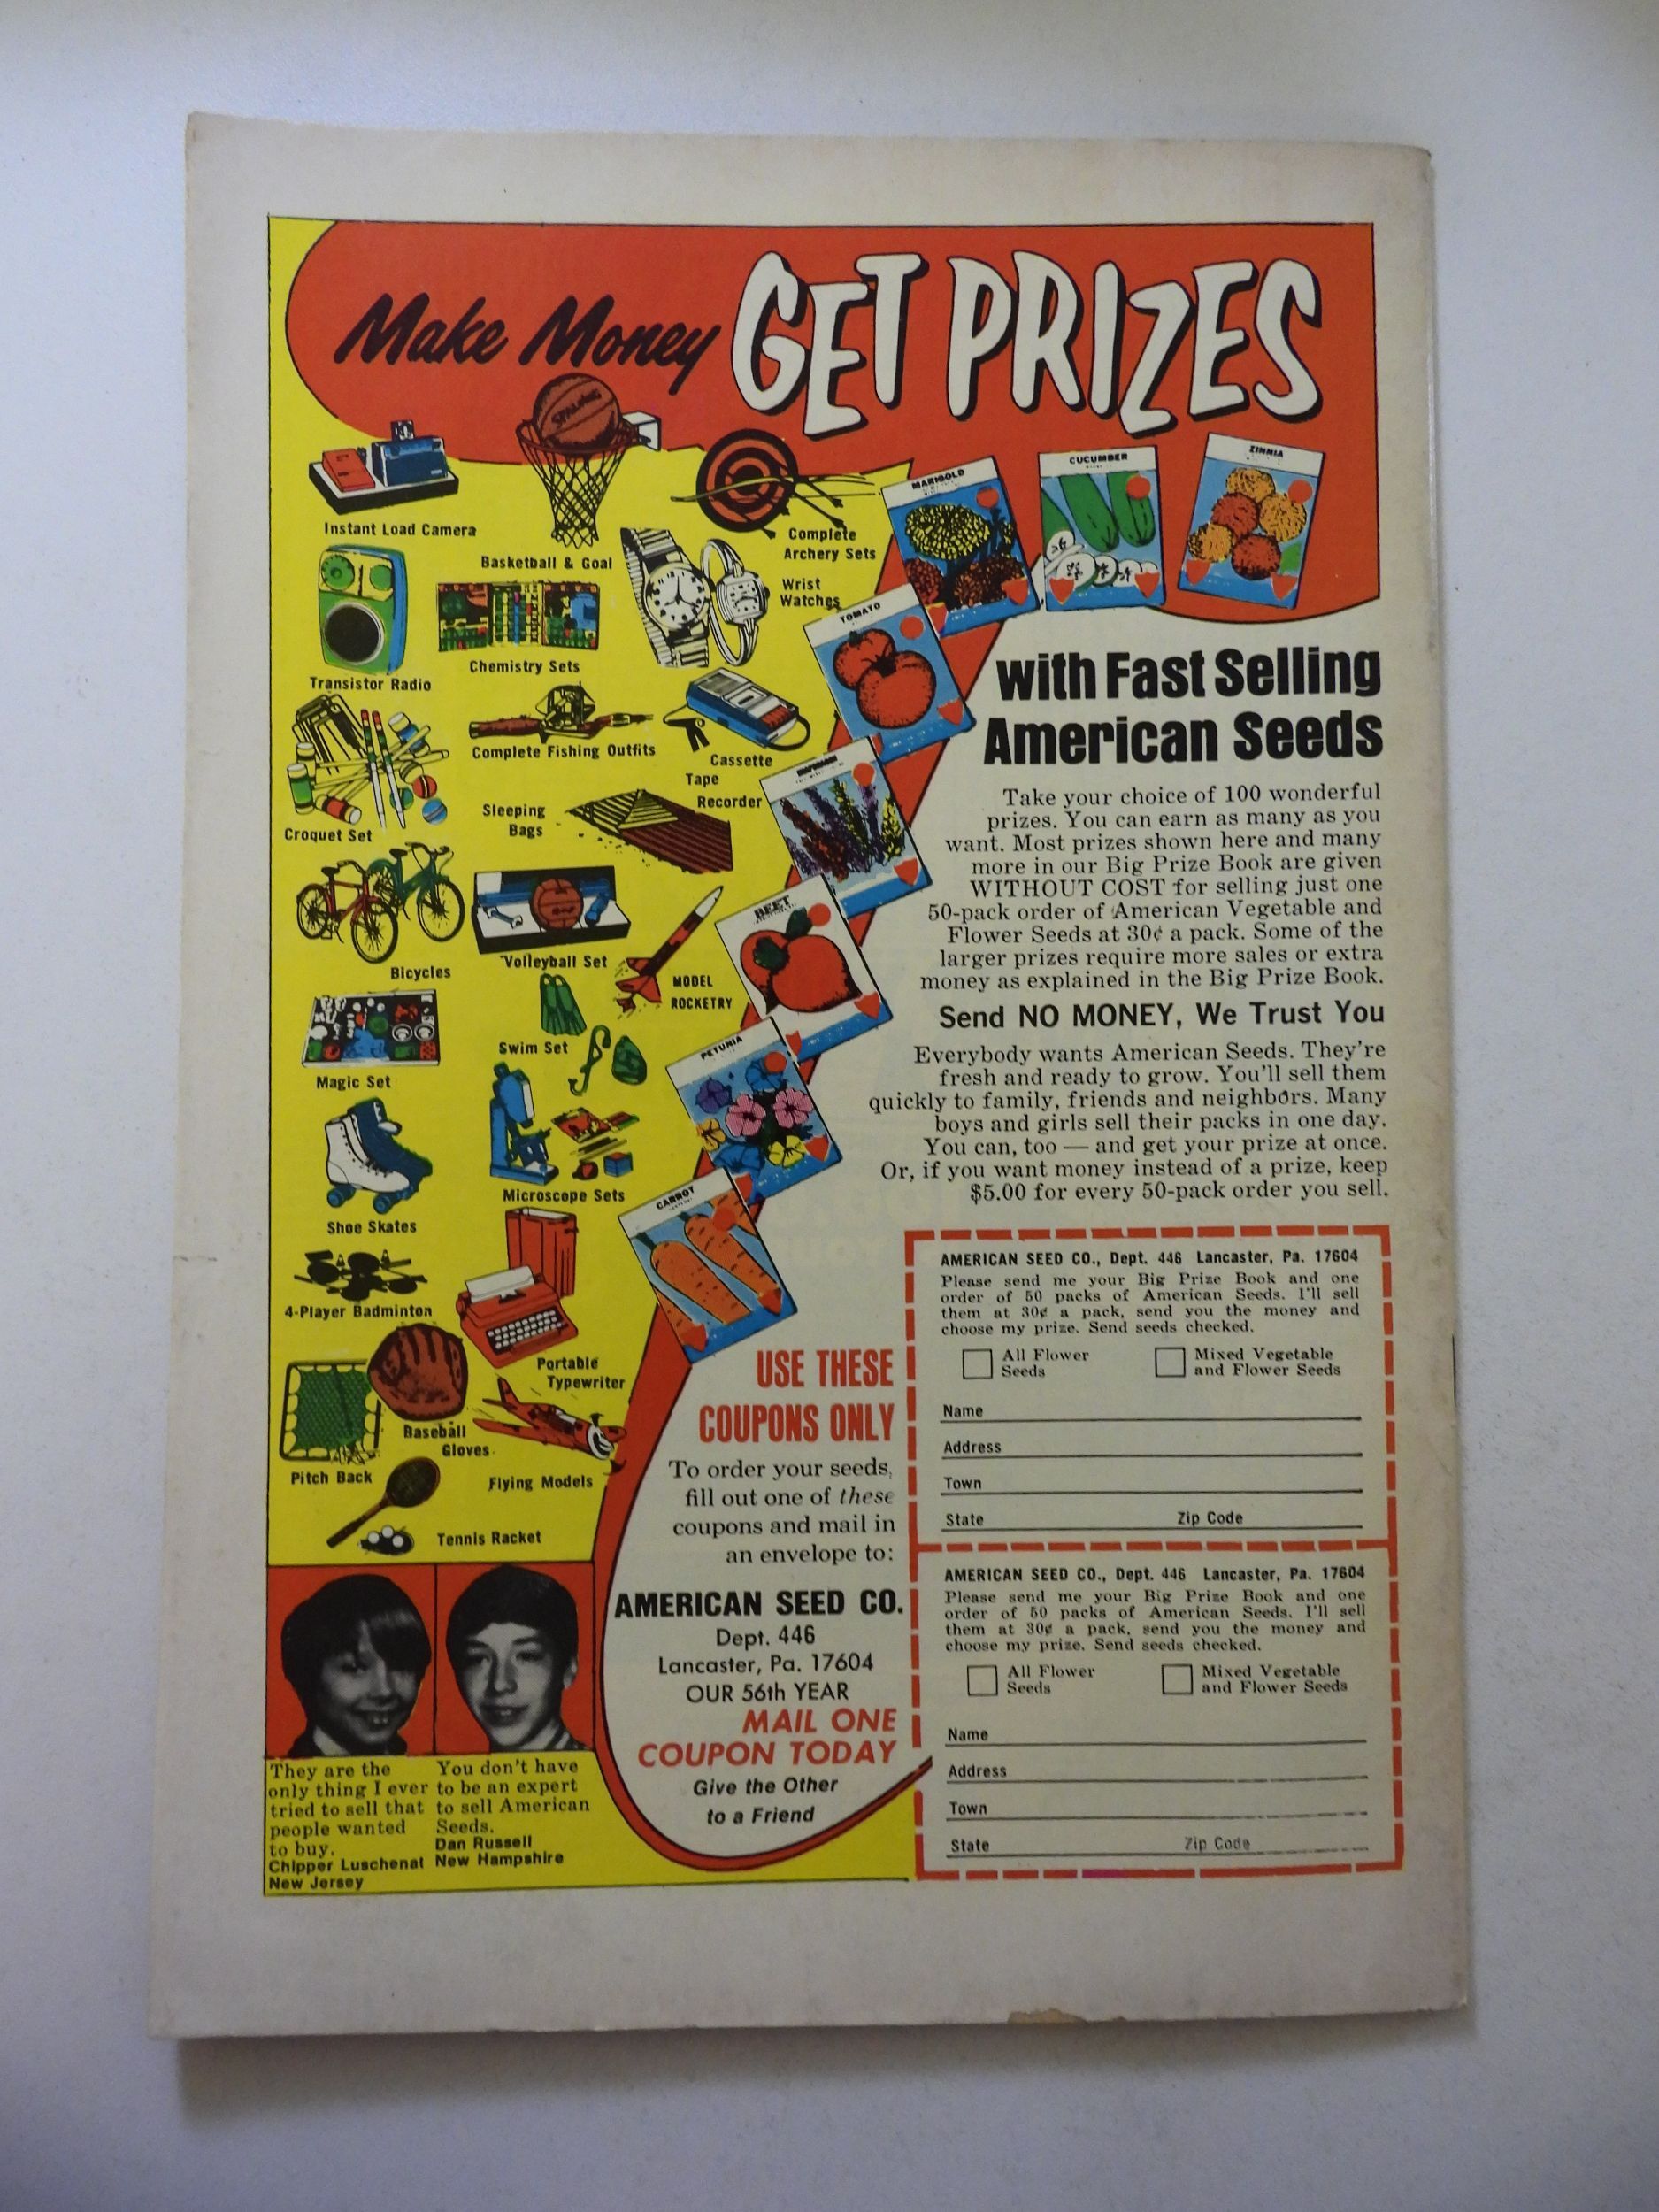 Make Money GET PRIZES
SPALDING
Instant Load Camera
Basketball & Goal
Complete
Archery Sets
Wrist
Watches
Transistor Radio
Chemistry Sets
Complete Fishing Outfits
Cassette
Tape
Recorder
Croquet Set
Sleeping
Bags
Bicycles
Volleyball Set
MODEL
ROCKETRY
Swim Set
Magic Set
Microscope Sets
Shoe Skates
4-Player Badminton
Portable
Typewriter
Baseball
Gloves
Pitch Back
Flying Models
Tennis Racket
MARIGOLD
CUCUMBER
ZINNIA
TOMATO
BEET
PETUNIA
CARROT
with Fast Selling
American Seeds
Take your choice of 100 wonderful
prizes. You can earn as many as you
want. Most prizes shown here and many
more in our Big Prize Book are given
WITHOUT COST for selling just one
50-pack order of American Vegetable and
Flower Seeds at 30¢ a pack. Some of the
larger prizes require more sales or extra
money as explained in the Big Prize Book.
Send NO MONEY, We Trust You
Everybody wants American Seeds. They're
fresh and ready to grow. You'll sell them
quickly to family, friends and neighbors. Many
boys and girls sell their packs in one day.
You can, too — and get your prize at once.
Or, if you want money instead of a prize, keep
$5.00 for every 50-pack order you sell.
USE THESE
COUPONS ONLY
To order your seeds,
fill out one of these
coupons and mail in
an envelope to:
AMERICAN SEED CO.
Dept. 446
Lancaster, Pa. 17604
OUR 56th YEAR
MAIL ONE
COUPON TODAY
Give the Other
to a Friend
AMERICAN SEED CO., Dept. 446 Lancaster, Pa. 17604
Please send me your Big Prize Book and one
order of 50 packs of American Seeds. I'll sell
them at 30¢ a pack, send you the money and
choose my prize. Send seeds checked.
All Flower
Seeds
Mixed Vegetable
and Flower Seeds
Name
Address
Town
State Zip Code
AMERICAN SEED CO., Dept. 446 Lancaster, Pa. 17604
Please send me your Big Prize Book and one
order of 50 packs of American Seeds. I'll sell
them at 30¢ a pack, send you the money and
choose my prize. Send seeds checked.
All Flower
Seeds
Mixed Vegetable
and Flower Seeds
Name
Address
Town
State Zip Code
They are the
only thing I ever
tried to sell that
people wanted
to buy.
Chipper Luschenat
New Jersey
You don't have
to be an expert
to sell American
Seeds.
Dan Russell
New Hampshire